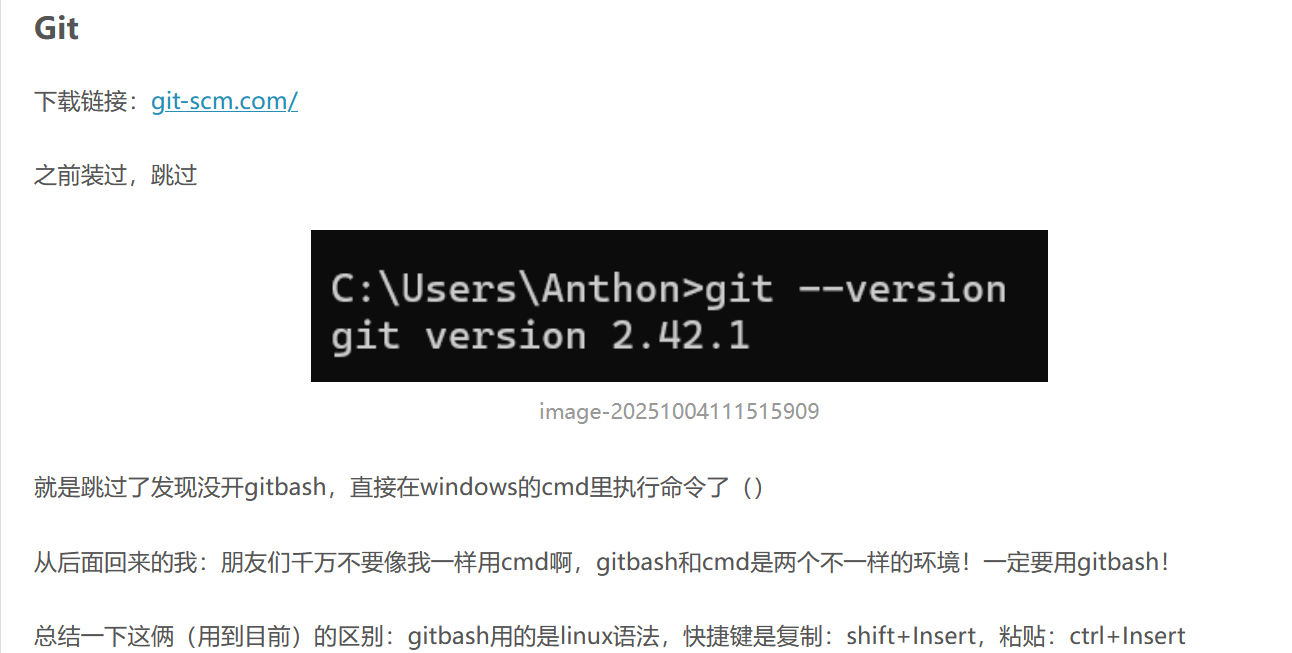 Git
下载链接：git-scm.com/
之前装过，跳过
C:\Users\Anthon>git --version
git version 2.42.1
image-20251004111515909
就是跳过了发现没开gitbash，直接在windows的cmd里执行命令了（）
从后面回来的我：朋友们千万不要像我一样用cmd啊，gitbash和cmd是两个不一样的环境！一定要用gitbash！
总结一下这俩（用到目前）的区别：gitbash用的是linux语法，快捷键是复制：shift+Insert，粘贴：ctrl+Insert